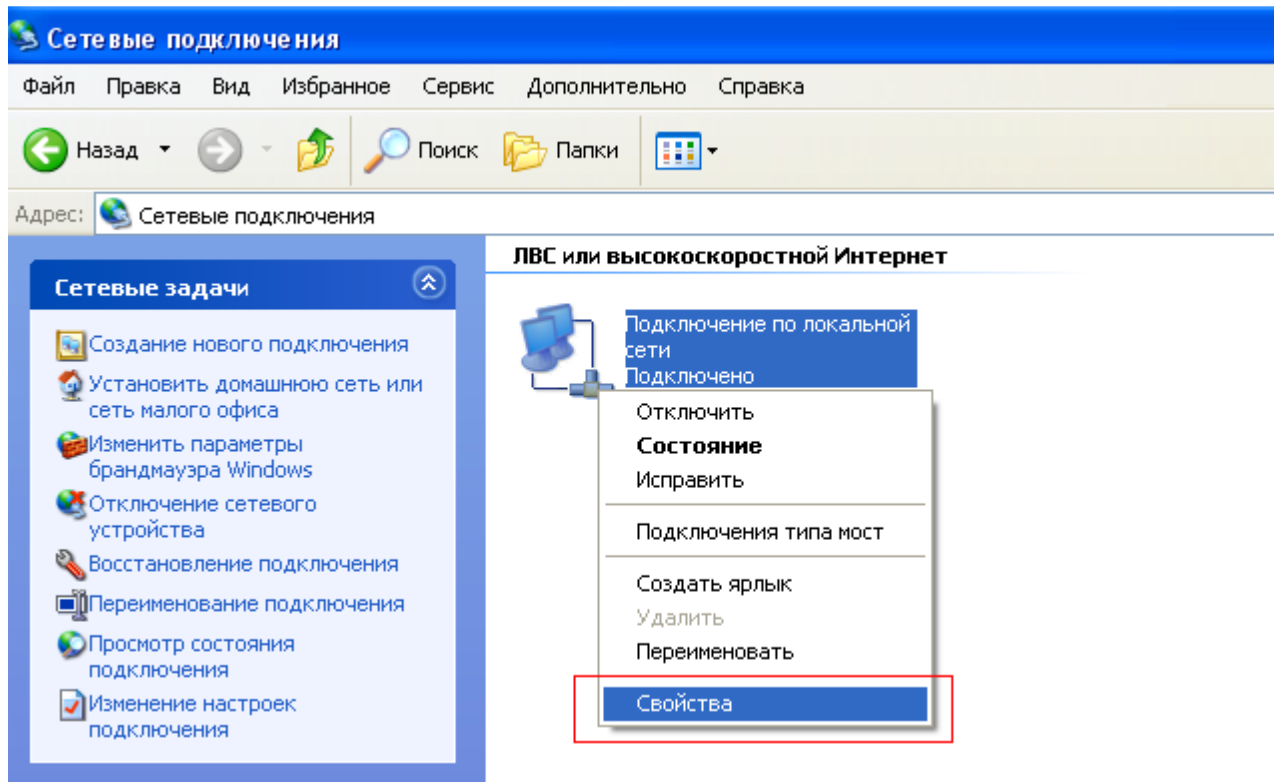 Сетевые подключения
Файл Правка Вид Избранное Сервис Дополнительно Справка
Назад Поиск Папки
Адрес: Сетевые подключения
Сетевые задачи
Создание нового подключения
Установить домашнюю сеть или
сеть малого офиса
Изменить параметры
брандмауэра Windows
Отключение сетевого
устройства
Восстановление подключения
Переименование подключения
Просмотр состояния
подключения
Изменение настроек
подключения
ЛВС или высокоскоростной Интернет
Подключение по локальной
сети
Подключено
Отключить
Состояние
Исправить
Подключения типа мост
Создать ярлык
Удалить
Переименовать
Свойства